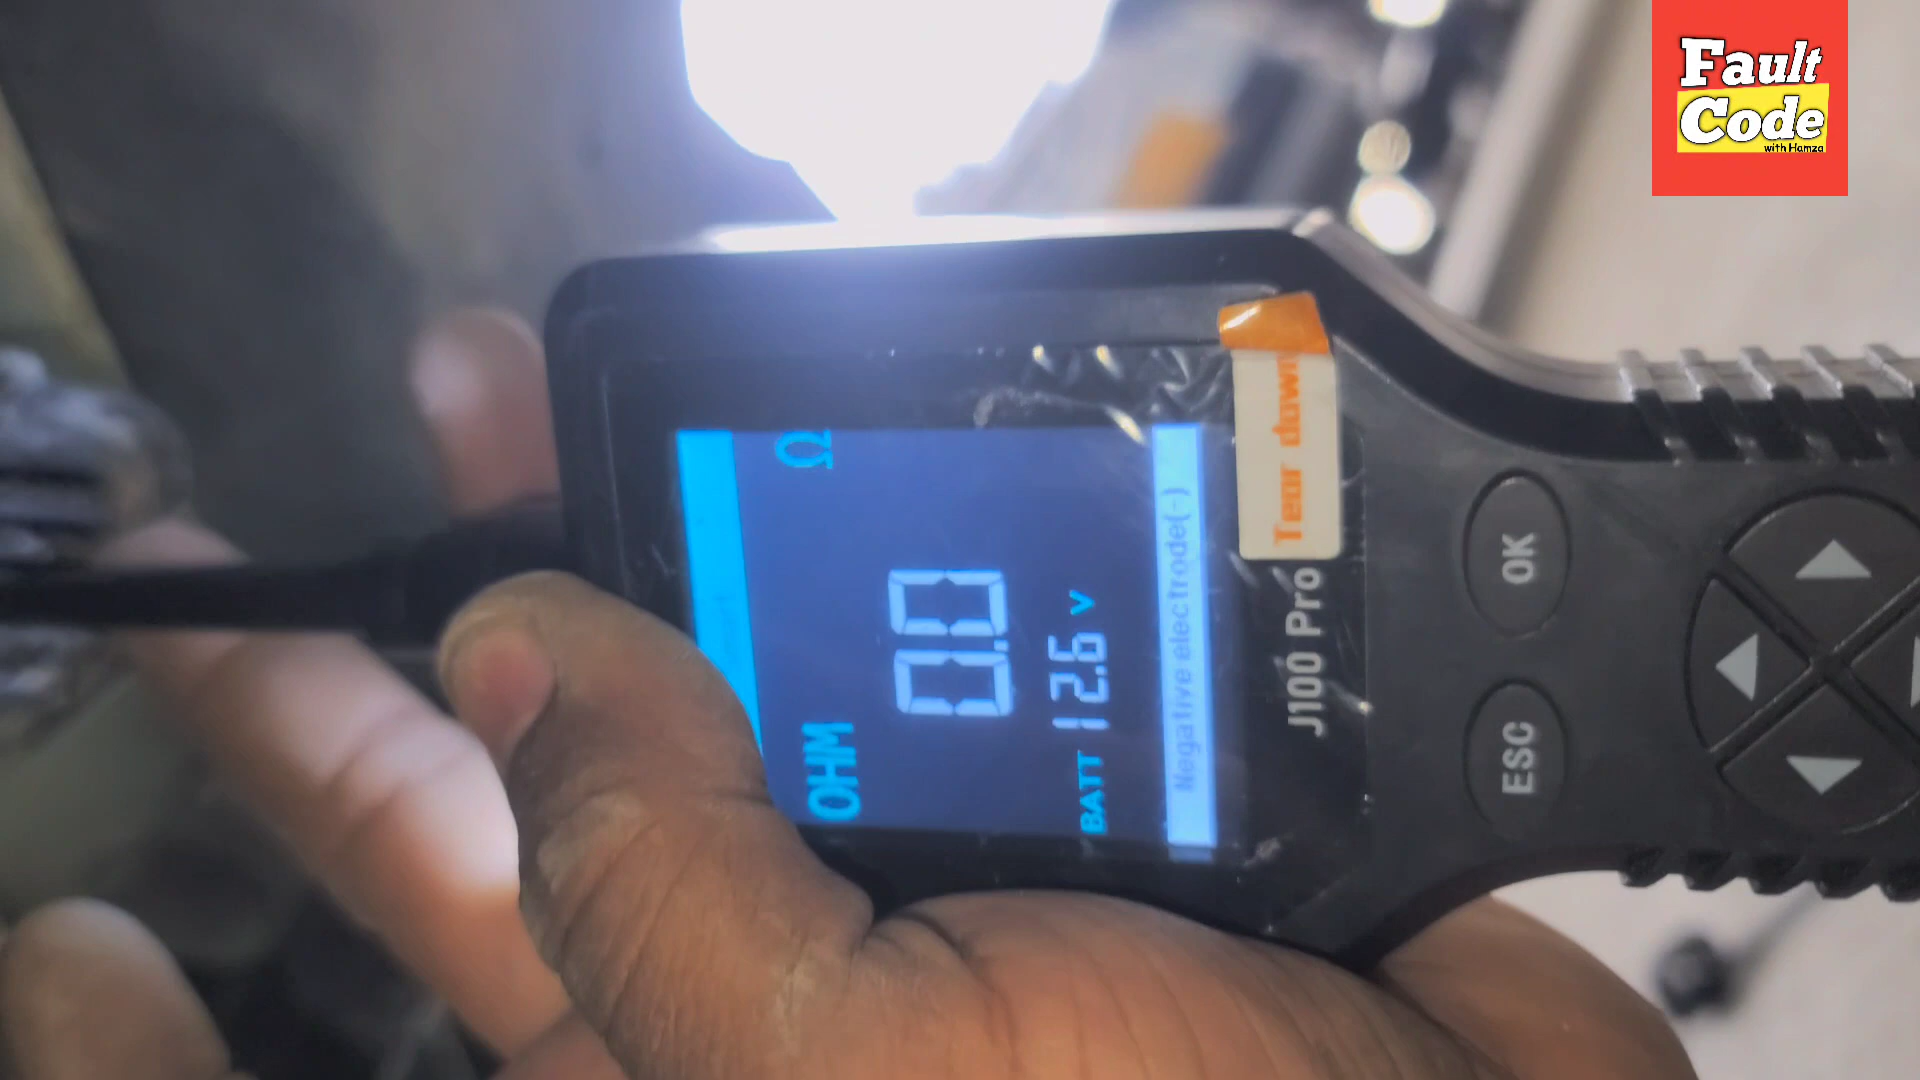 Fault
Code
with Hamza
OHM Ω
0.0
BATT 12.6 V
Negative electrode(-)
Tear down
J100 Pro
OK
ESC